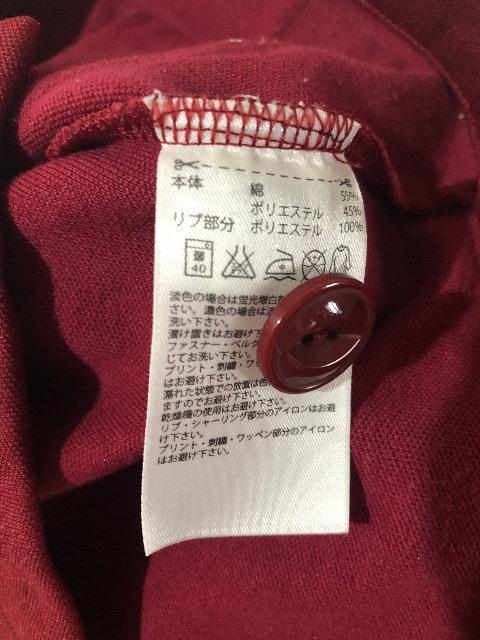 本体 綿 55%
ポリエステル 45%
リブ部分 ポリエステル 100%
弱
40
淡色の場合は蛍光増白
さい。濃色の場合は
洗い下さい。
漬け置きはお避け
ファスナー・ベルク
じてお洗い下さい。
プリント・刺繍・ワッ
はお避け下さい。
濡れた状態での放置は色
ますのでお避け下さい。
乾燥機の使用はお避け下さい。
リブ・シャーリング部分のアイロンはお避
け下さい。
プリント・刺繍・ワッペン部分のアイロン
はお避け下さい。